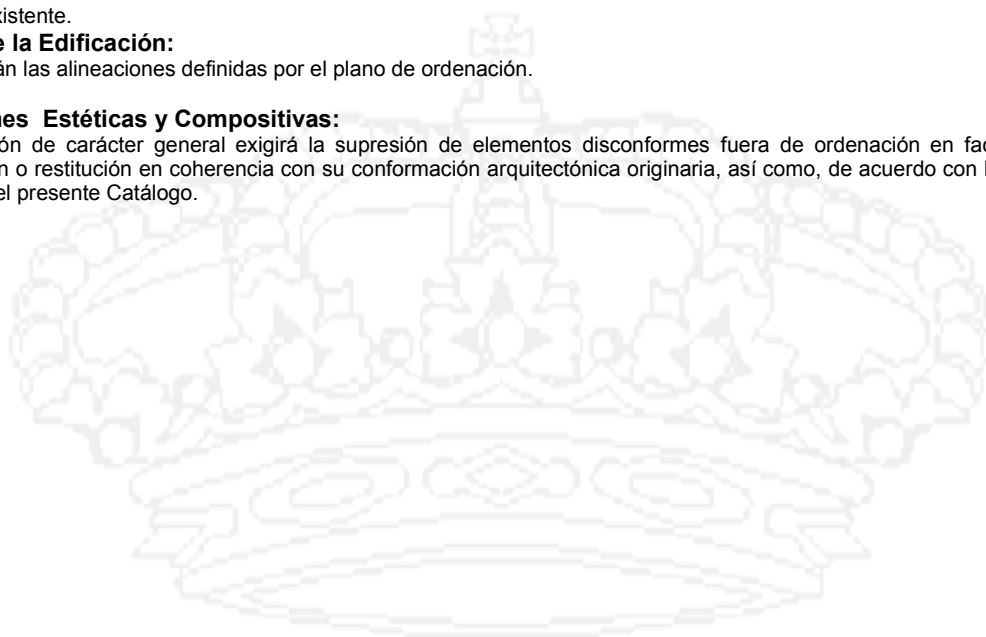 xistente.
e la Edificación:
án las alineaciones definidas por el plano de ordenación.
nes Estéticas y Compositivas:
ón de carácter general exigirá la supresión de elementos disconformes fuera de ordenación en fac
n o restitución en coherencia con su conformación arquitectónica originaria, así como, de acuerdo con l
el presente Catálogo.